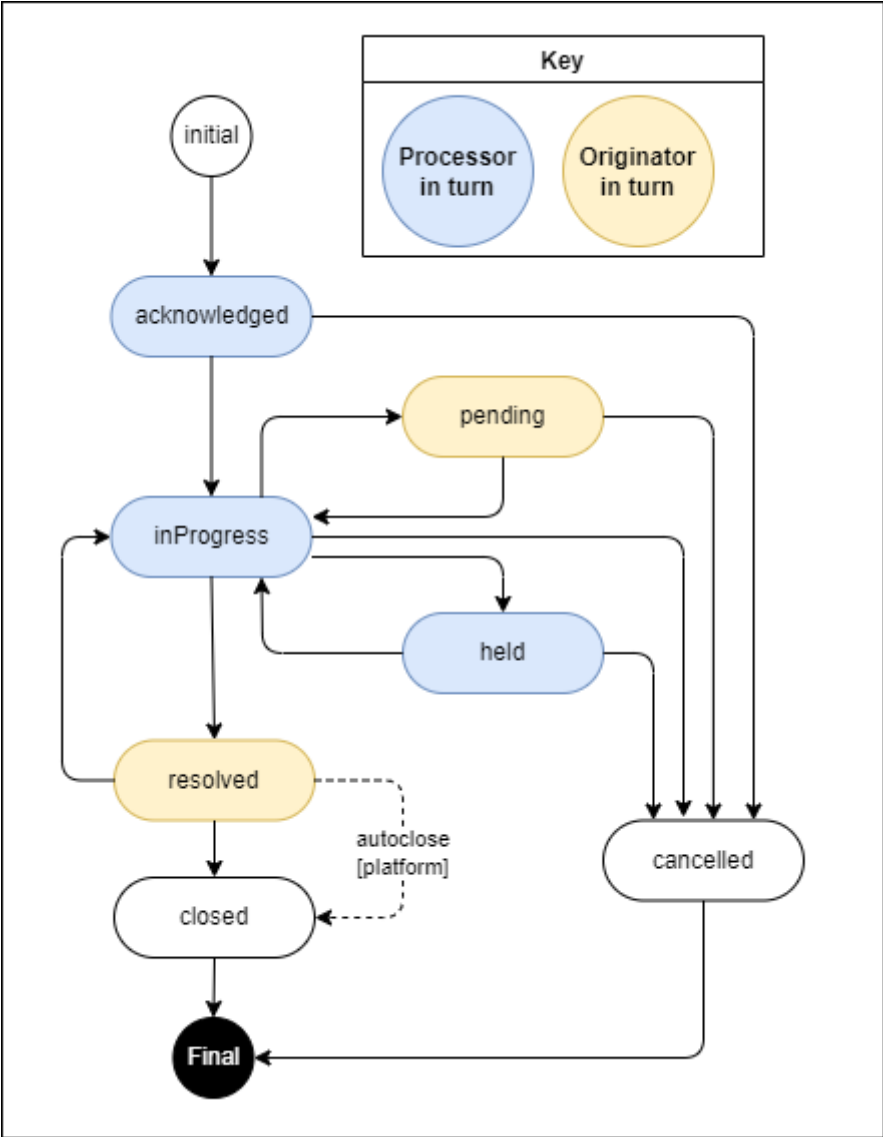 Key
initial
Processor
in turn
Originator
in turn
acknowledged
pending
inProgress
held
resolved
autoclose
[platform]
cancelled
closed
Final